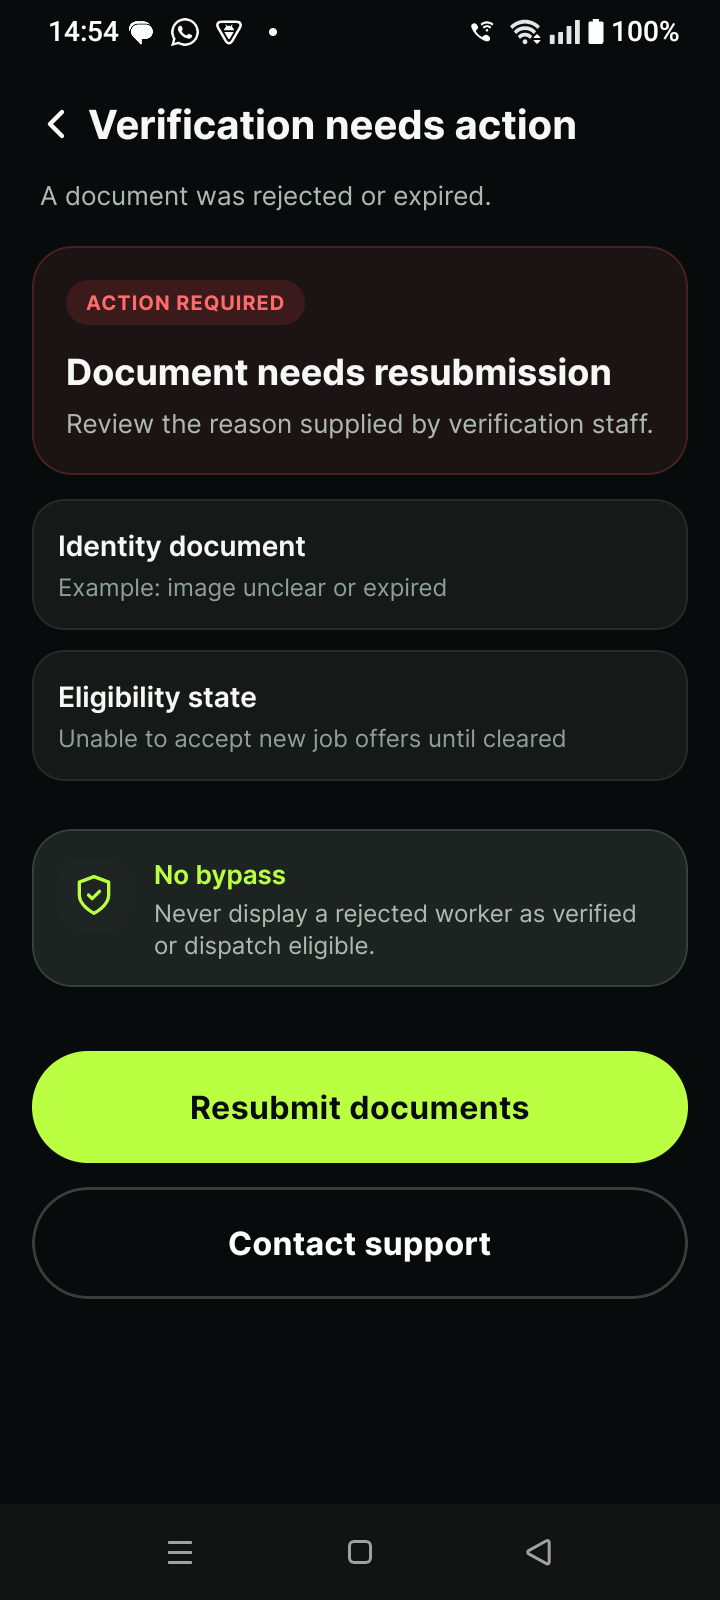 14:54
100%
Verification needs action
A document was rejected or expired.
ACTION REQUIRED
Document needs resubmission
Review the reason supplied by verification staff.
Identity document
Example: image unclear or expired
Eligibility state
Unable to accept new job offers until cleared
No bypass
Never display a rejected worker as verified
or dispatch eligible.
Resubmit documents
Contact support